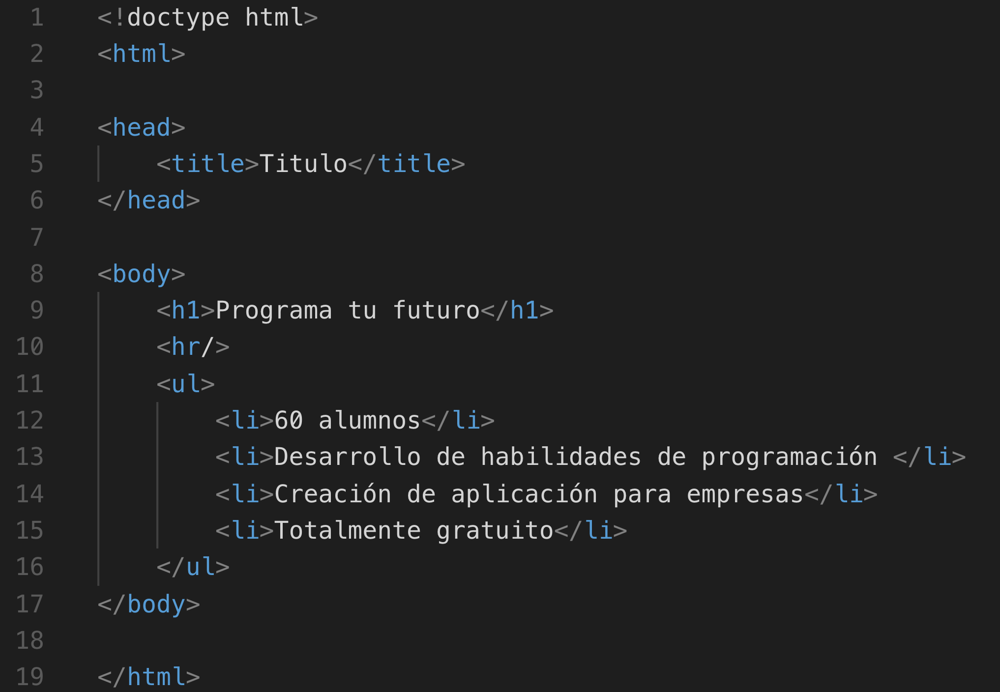 1 <!doctype html>
2 <html>
3
4 <head>
5 <title>Titulo</title>
6 </head>
7
8 <body>
9 <h1>Programa tu futuro</h1>
10 <hr/>
11 <ul>
12 <li>60 alumnos</li>
13 <li>Desarrollo de habilidades de programación </li>
14 <li>Creación de aplicación para empresas</li>
15 <li>Totalmente gratuito</li>
16 </ul>
17 </body>
18
19 </html>